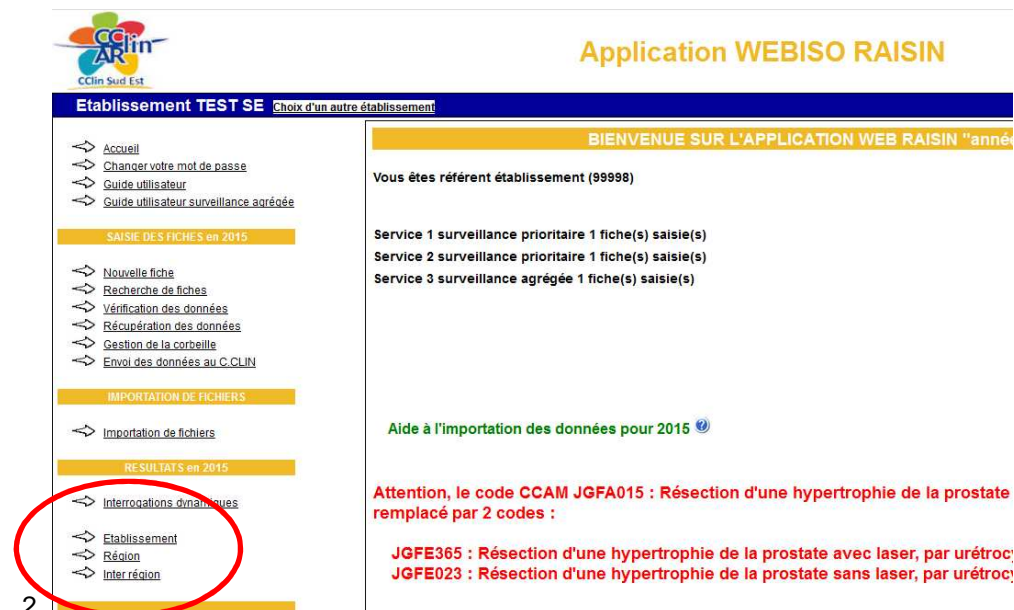 CClin
AR
CClin Sud Est
Application WEBISO RAISIN
Etablissement TEST SE Choix d'un autre établissement
Accueil
Changer votre mot de passe
Guide utilisateur
Guide utilisateur surveillance agrégée
SAISIE DES FICHES en 2015
Nouvelle fiche
Recherche de fiches
Vérification des données
Récupération des données
Gestion de la corbeille
Envoi des données au C.CLIN
IMPORTATION DE FICHIERS
Importation de fichiers
RESULTATS en 2015
Interrogations dynamiques
Etablissement
Région
Inter région
2
BIENVENUE SUR L'APPLICATION WEB RAISIN "année
Vous êtes référent établissement (99998)
Service 1 surveillance prioritaire 1 fiche(s) saisie(s)
Service 2 surveillance prioritaire 1 fiche(s) saisie(s)
Service 3 surveillance agrégée 1 fiche(s) saisie(s)
Aide à l'importation des données pour 2015 ?
Attention, le code CCAM JGFA015 : Résection d'une hypertrophie de la prostate
remplacé par 2 codes :
JGFE365 : Résection d'une hypertrophie de la prostate avec laser, par urétrocy
JGFE023 : Résection d'une hypertrophie de la prostate sans laser, par urétrocy